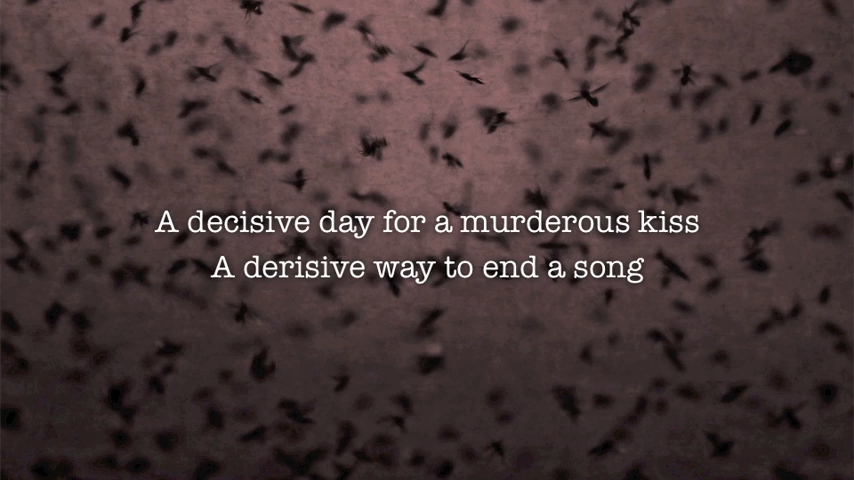 A decisive day for a murderous kiss
A derisive way to end a song